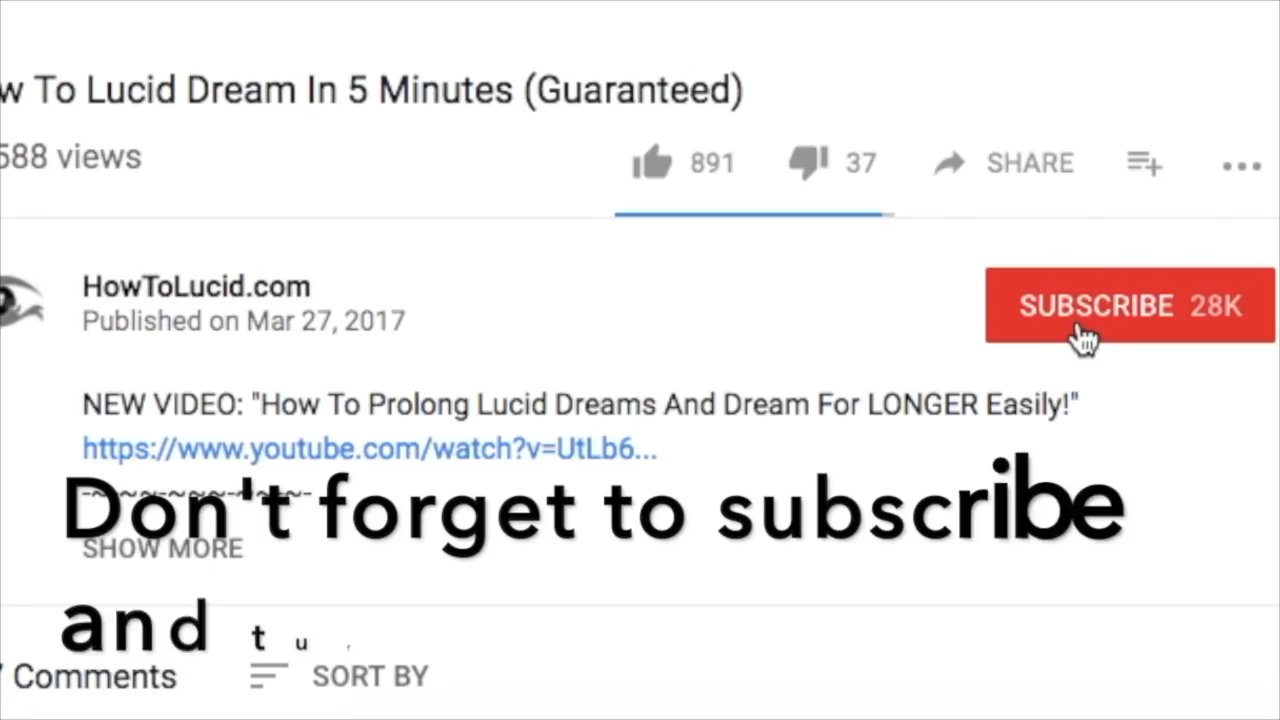 w To Lucid Dream In 5 Minutes (Guaranteed)
588 views 891 37 SHARE
HowToLucid.com
Published on Mar 27, 2017
SUBSCRIBE 28K
NEW VIDEO: "How To Prolong Lucid Dreams And Dream For LONGER Easily!"
https://www.youtube.com/watch?v=UtLb6...
Don't forget to subscribe
SHOW MORE
and tu
Comments SORT BY